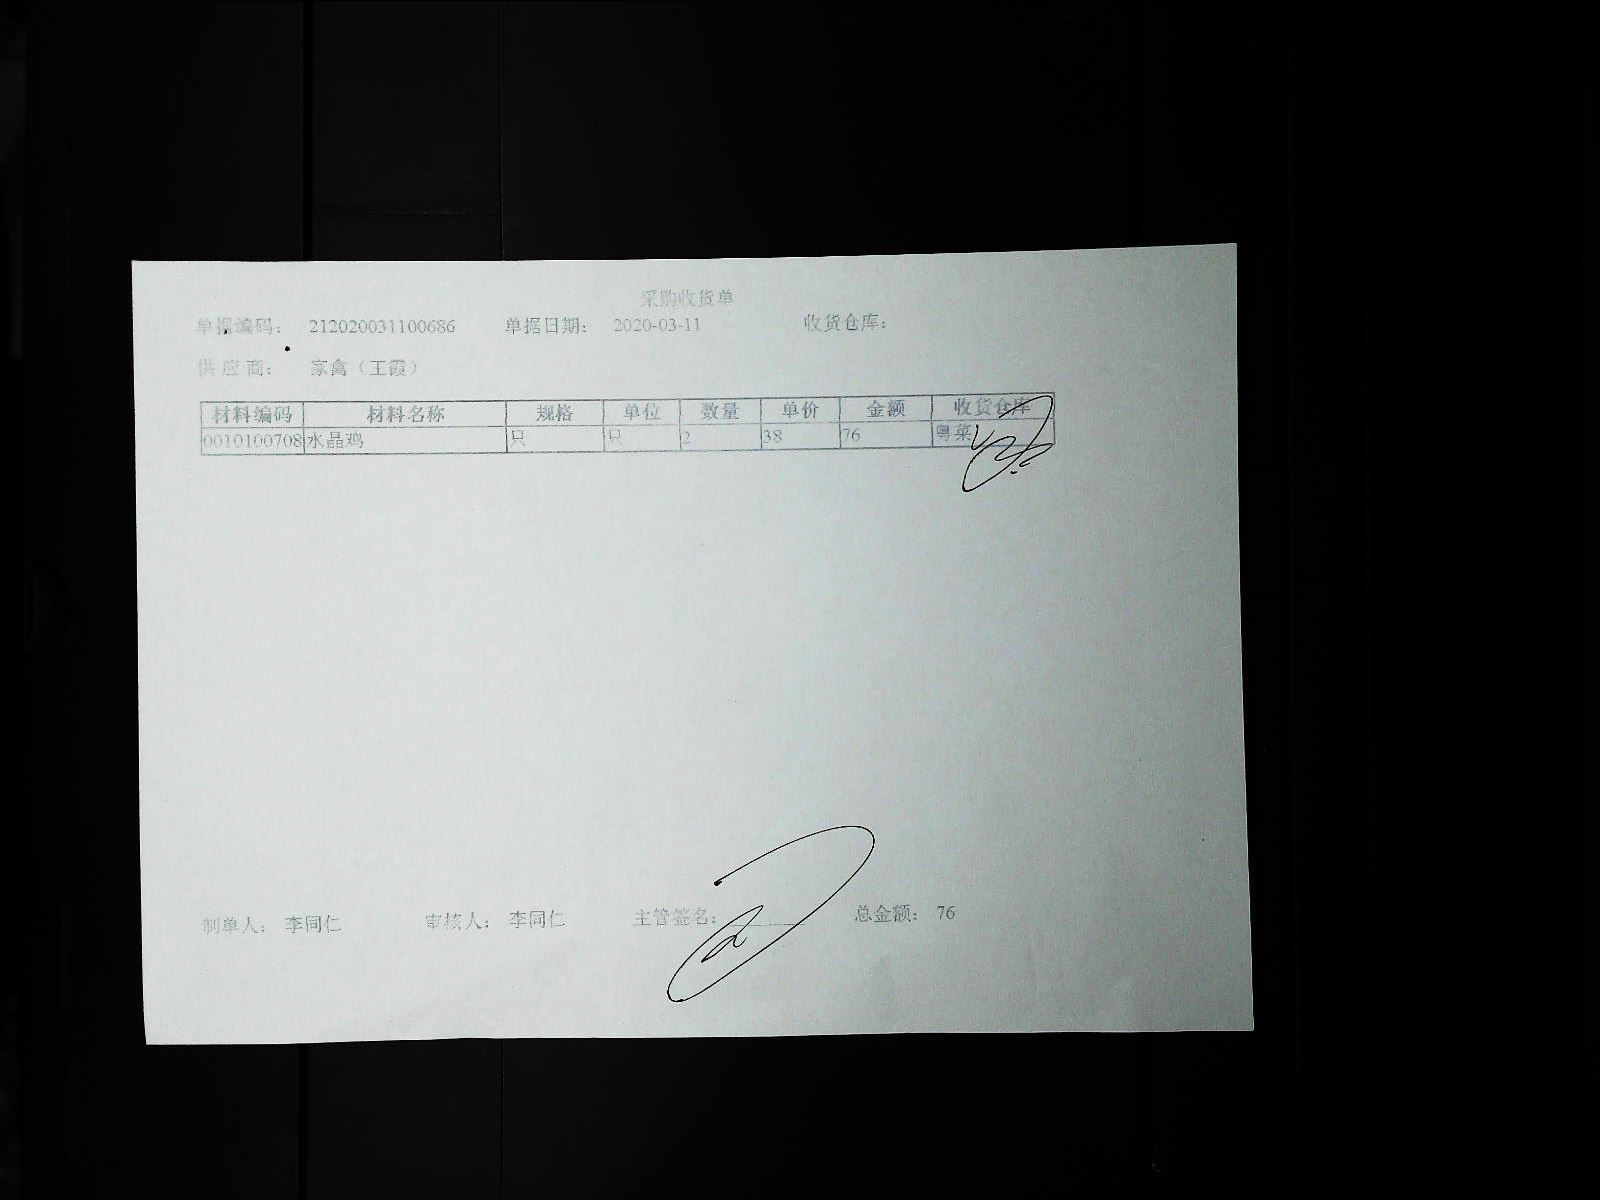 采购收货单
单据编码： 212020031100686 单据日期： 2020-03-11 收货仓库：
供应商： 家禽（王霞）
材料编码 材料名称 规格 单位 数量 单价 金额 收货仓库
0010100708 水晶鸡 只 只 2 38 76 粤菜
制单人： 李同仁 审核人： 李同仁 主管签名： 总金额： 76